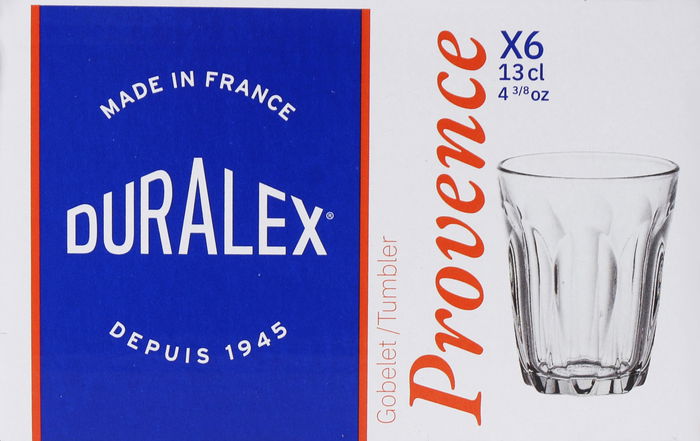 MADE IN FRANCE
DURALEX®
DEPUIS 1945
Gobelet/Tumbler
Provence
X6
13 cl
4 3/8 oz